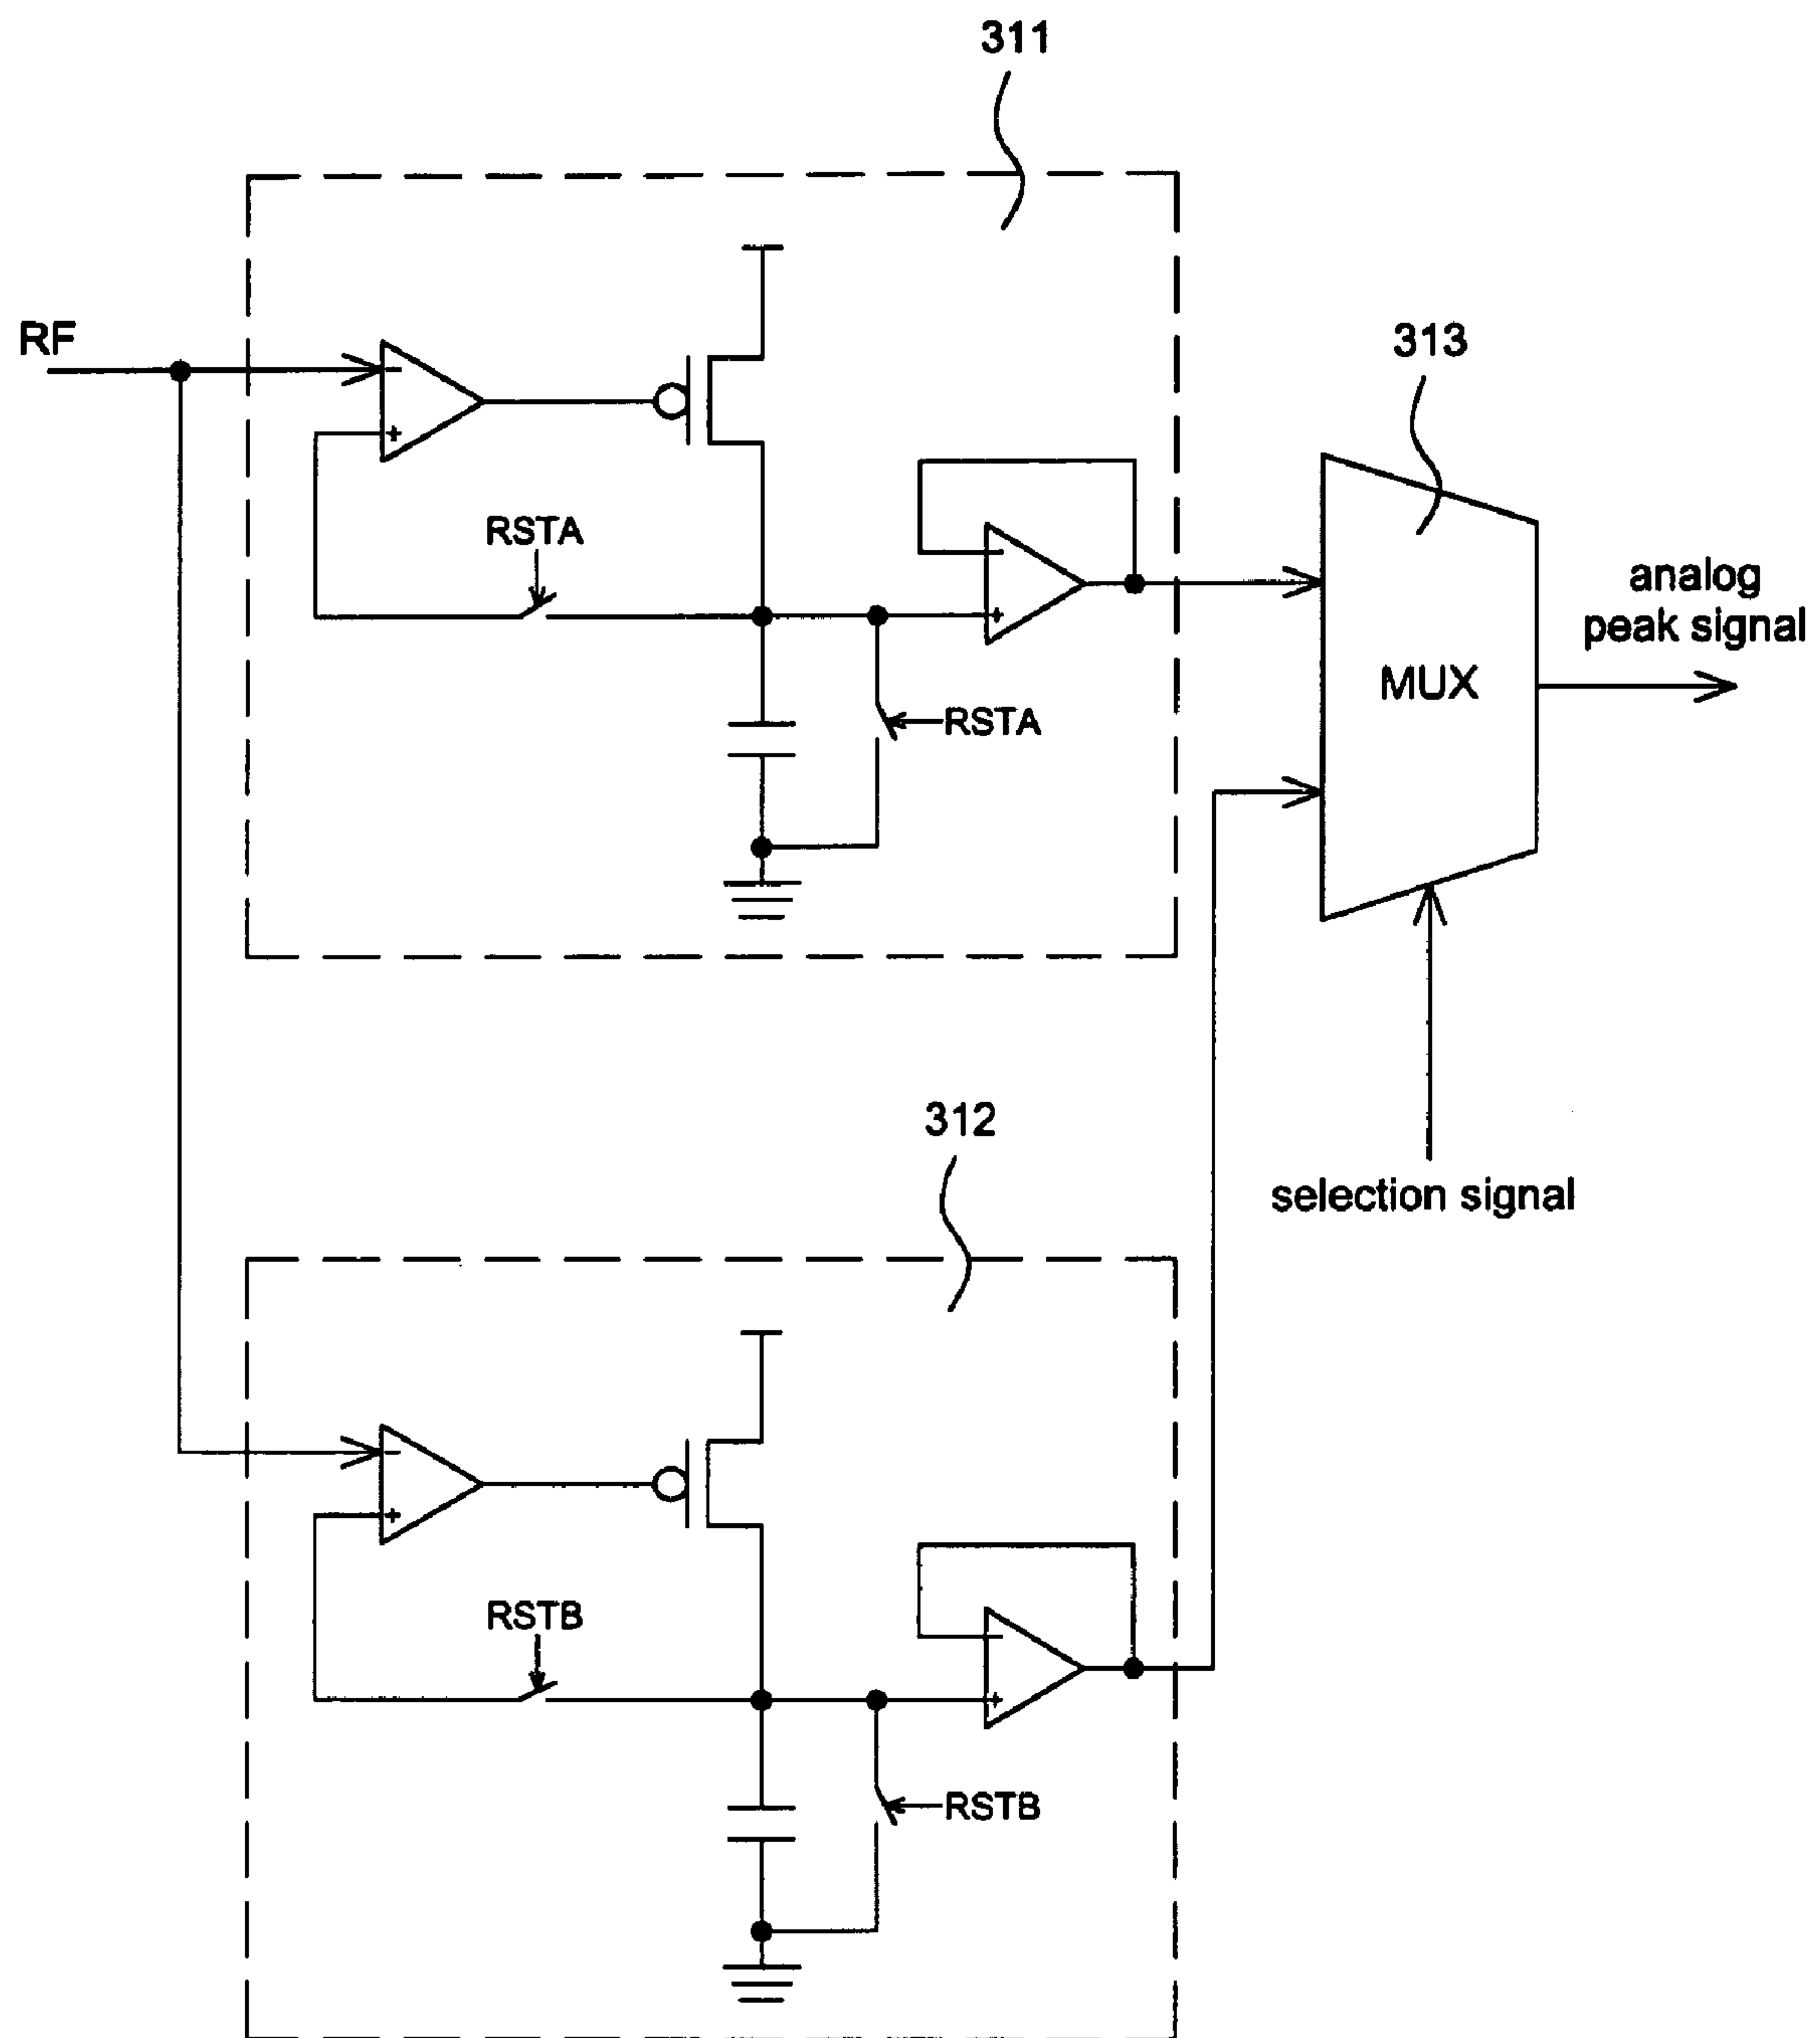 311
RF
313
RSTA
analog
peak signal
MUX
RSTA
312
selection signal
RSTB
RSTB